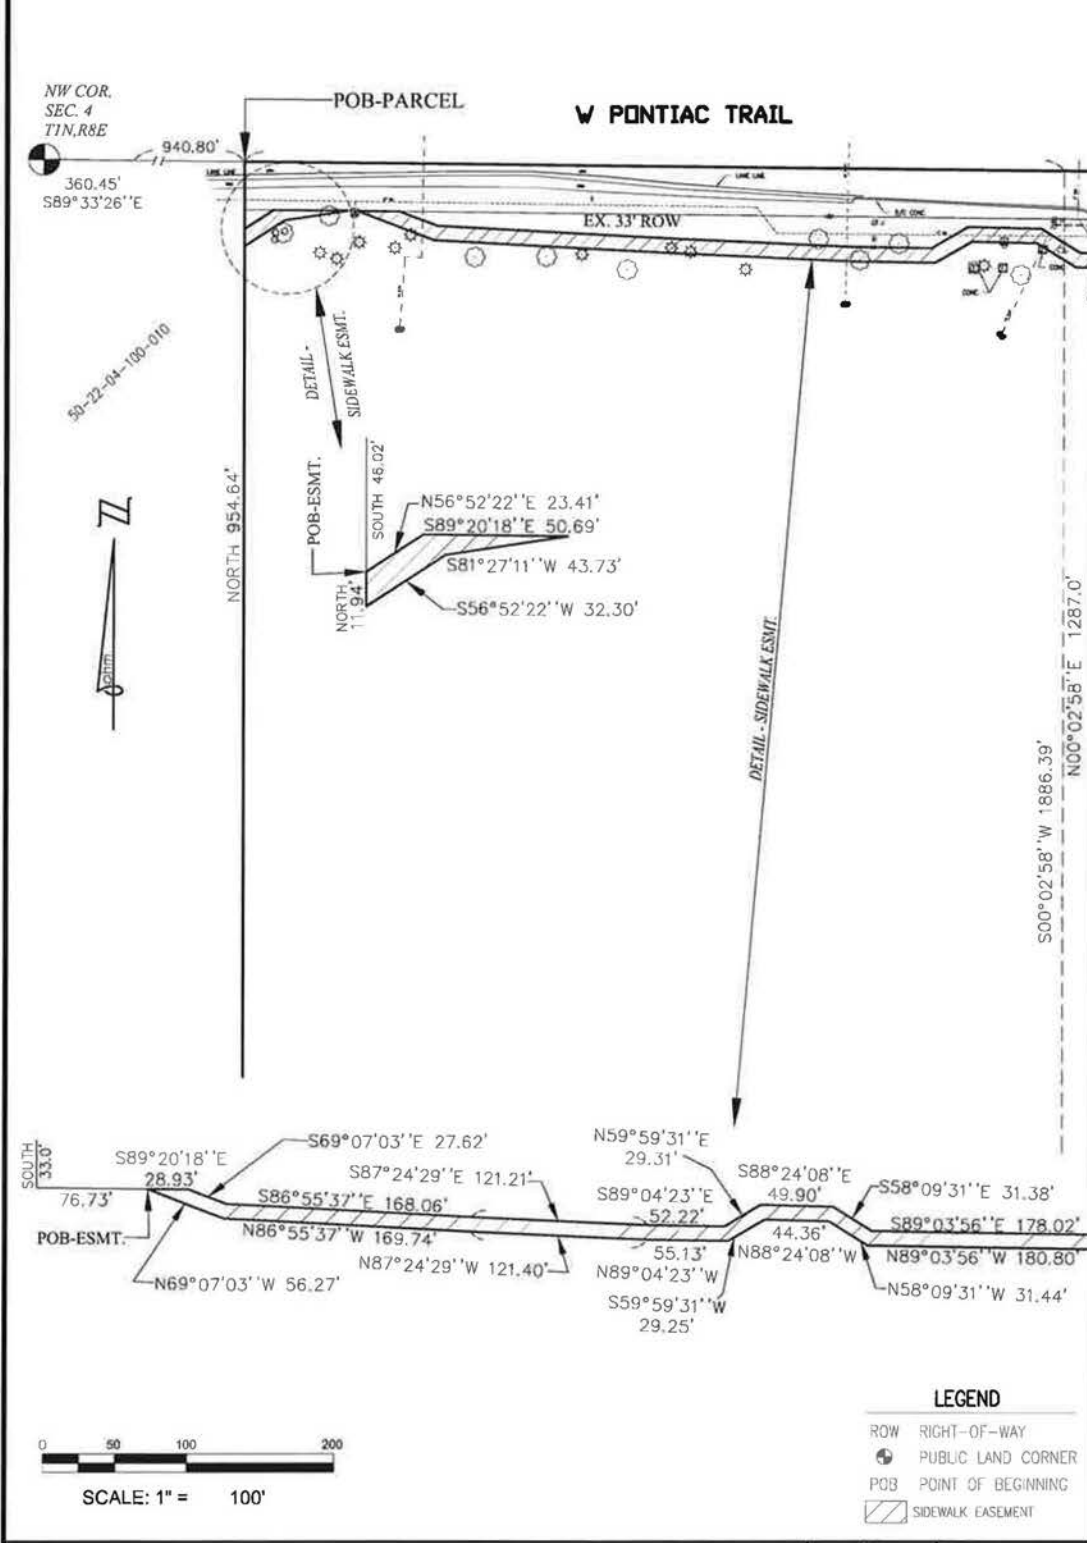 NW COR.
SEC. 4
T1N,R8E
POB-PARCEL
W PONTIAC TRAIL
940.80'
360.45'
S89°33'26''E
LANE LINE
LANE LINE
B/C CONC.
EX. 33' ROW
CONC.
CONC.
50-22-04-100-010
DETAIL -
SIDEWALK ESMT.
NORTH 954.64'
POB-ESMT.
SOUTH 46.02'
N56°52'22''E 23.41'
S89°20'18''E 50.69'
S81°27'11''W 43.73'
S56°52'22''W 32.30'
NORTH
11.94'
DETAIL - SIDEWALK ESMT.
S00°02'58''W 1886.39'
N00°02'58''E 1287.0'
SOUTH
33.0'
76.73'
POB-ESMT.
S89°20'18''E
28.93'
S69°07'03''E 27.62'
S87°24'29''E 121.21'
S86°55'37''E 168.06'
N86°55'37''W 169.74'
N87°24'29''W 121.40'
N69°07'03''W 56.27'
N59°59'31''E
29.31'
S89°04'23''E
52.22'
55.13'
N89°04'23''W
S59°59'31''W
29.25'
S88°24'08''E
49.90'
44.36'
N88°24'08''W
S58°09'31''E 31.38'
S89°03'56''E 178.02'
N89°03'56''W 180.80'
N58°09'31''W 31.44'
0 50 100 200
SCALE: 1" = 100'
LEGEND
ROW RIGHT-OF-WAY
PUBLIC LAND CORNER
POB POINT OF BEGINNING
SIDEWALK EASEMENT